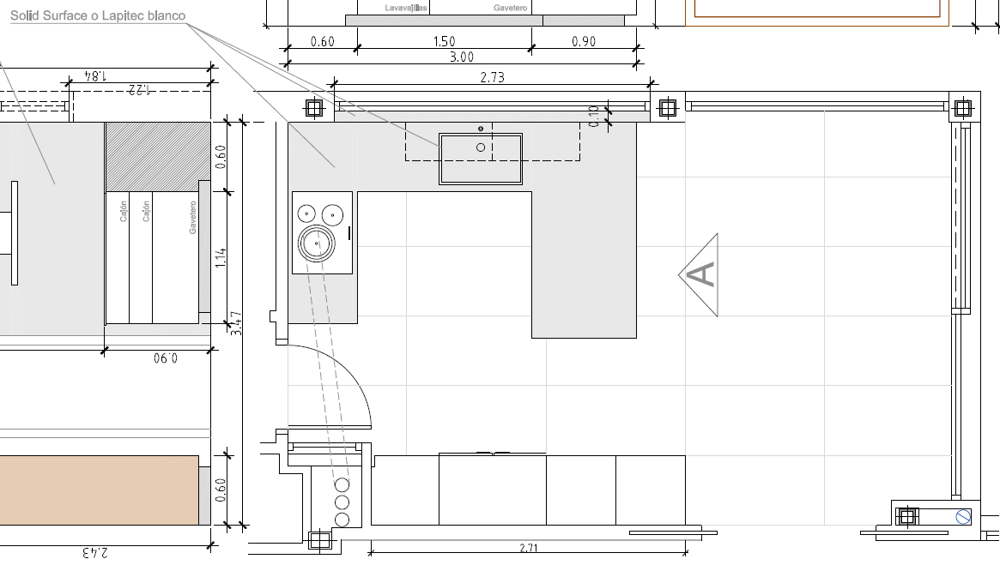 Solid Surface o Lapitec blanco
Lavavajillas
Gavetero
0.60
1.50
0.90
3.00
1.84
1.22
2.73
0.10
0.60
Cajón
Cajón
Gavetero
1.14
3.47
0.90
A
0.60
2.43
2.71